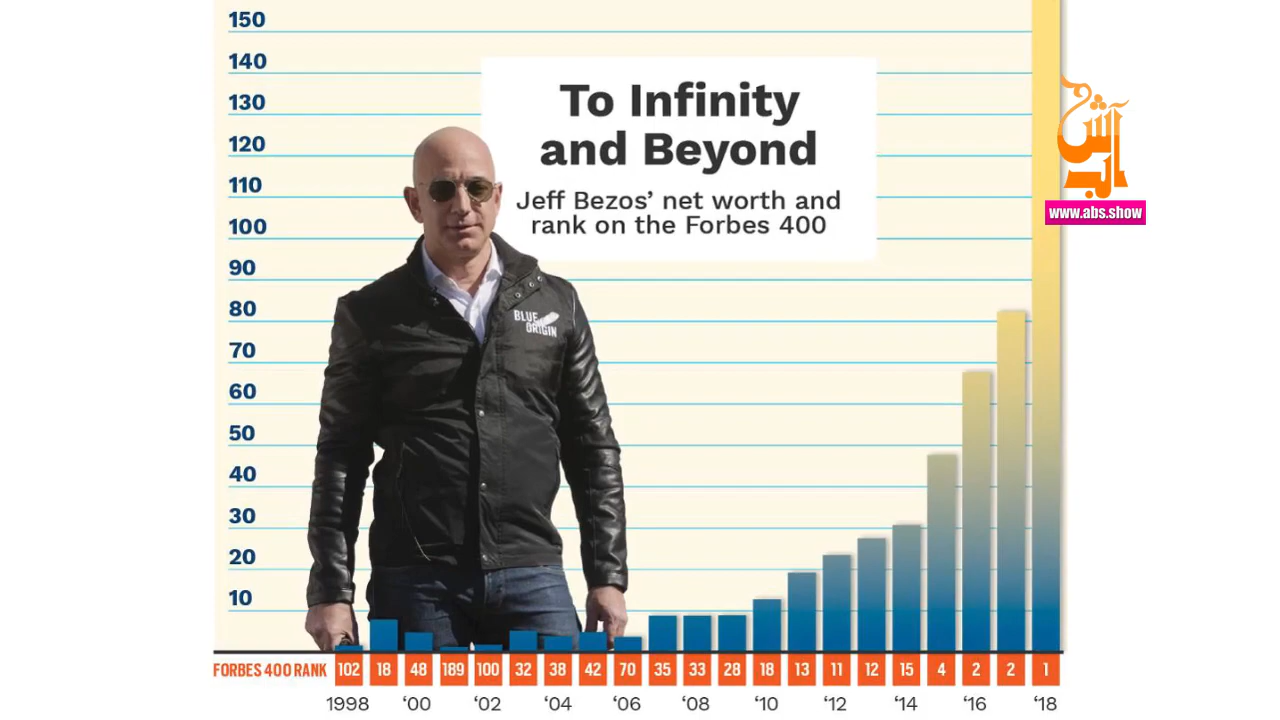 150
140
130
120
110
100
90
80
70
60
50
40
30
20
10
To Infinity
and Beyond
Jeff Bezos’ net worth and
rank on the Forbes 400
BLUE
ORIGIN
آتش
البـ
www.abs.show
FORBES 400 RANK 102 18 48 189 100 32 38 42 70 35 33 28 18 13 11 12 15 4 2 2 1
1998 ‘00 ‘02 ‘04 ‘06 ‘08 ‘10 ‘12 ‘14 ‘16 ‘18